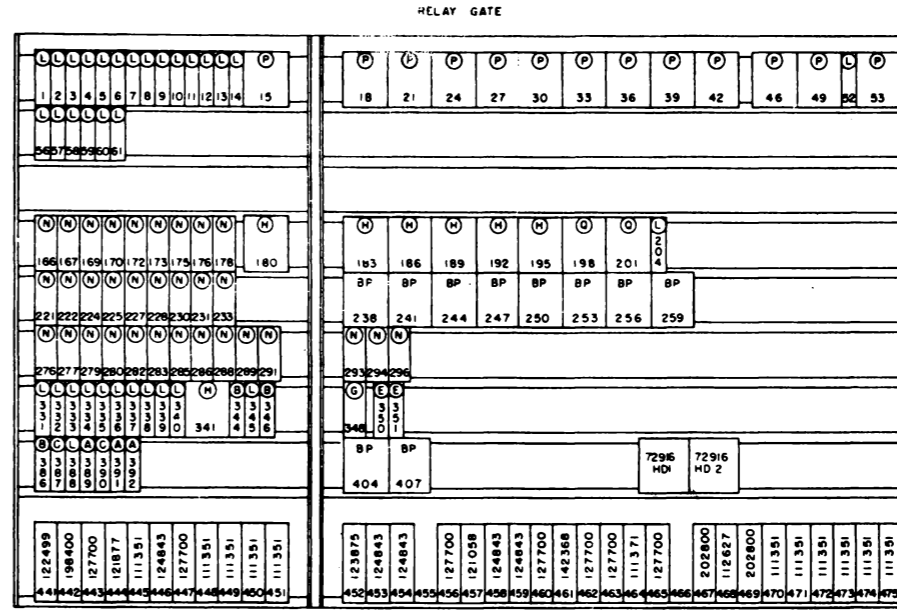 RELAY GATE
L L L L L L L L L L L L L L P P P P P P P P P P P P L P
1 2 3 4 5 6 7 8 9 10 11 12 13 14 15 18 21 24 27 30 33 36 39 42 46 49 52 53
L L L L L L
56 57 58 59 60 61
N N N N N N N N N H H H H H H Q Q L
166 167 169 170 172 173 175 176 178 180 183 186 189 192 195 198 201 204
N N N N N N N N N BP BP BP BP BP BP BP BP
221 222 224 225 227 228 230 231 233 238 241 244 247 250 253 256 259
N N N N N N N N N N N N N N
276 277 279 280 282 283 285 286 288 289 291 293 294 296
L L L L L L L L L L H B L B G E E
331 332 333 334 335 336 337 338 339 340 341 344 345 346 348 350 351
B C L A C A A BP BP 72916 HD1 72916 HD 2
386 387 388 389 390 391 392 404 407
122499 198400 127700 121877 111351 124843 127700 111351 111351 111351 111351 123875 124843 124843 127700 121058 124843 124843 127700 142368 127700 127700 111371 127700 202800 112627 202800 111351 111351 111351 111351 111351 111351
441 442 443 444 445 446 447 448 449 450 451 452 453 454 455 456 457 458 459 460 461 462 463 464 465 466 467 468 469 470 471 472 473 474 475